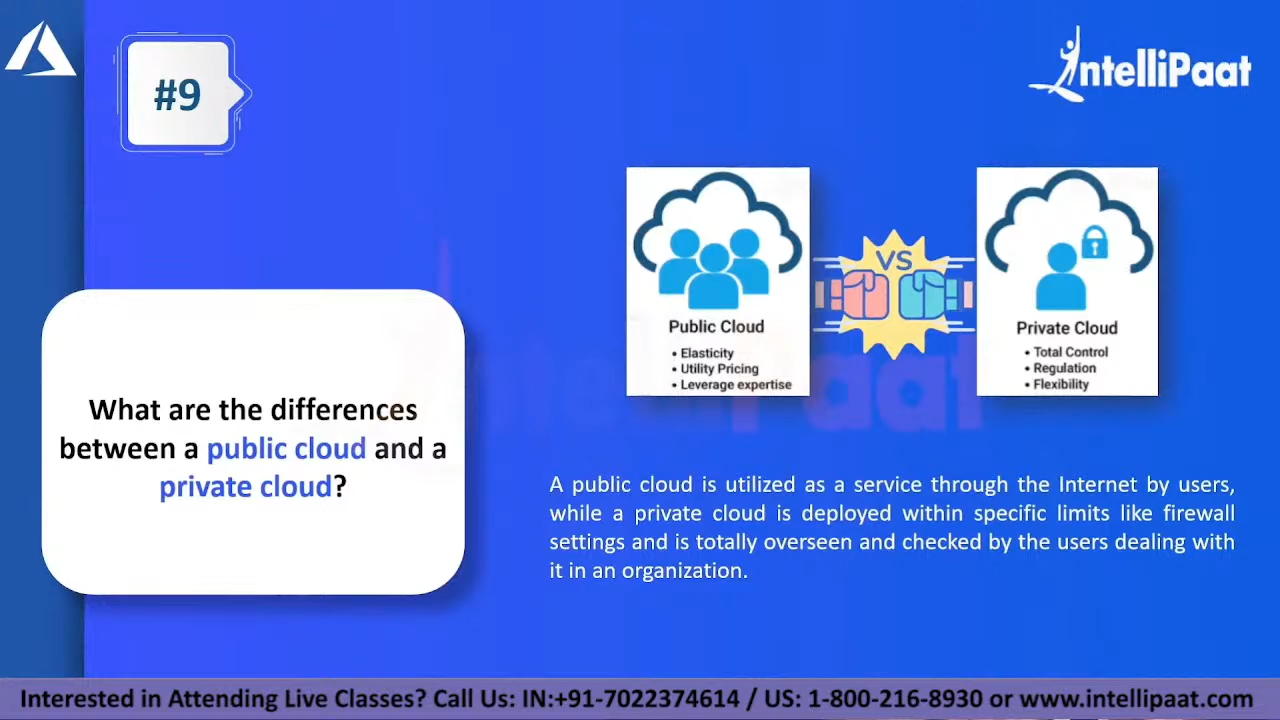 #9
IntelliPaat
What are the differences
between a public cloud and a
private cloud?
Public Cloud
• Elasticity
• Utility Pricing
• Leverage expertise
VS
Private Cloud
• Total Control
• Regulation
• Flexibility
A public cloud is utilized as a service through the Internet by users,
while a private cloud is deployed within specific limits like firewall
settings and is totally overseen and checked by the users dealing with
it in an organization.
IntelliPaat
Interested in Attending Live Classes? Call Us: IN:+91-7022374614 / US: 1-800-216-8930 or www.intellipaat.com